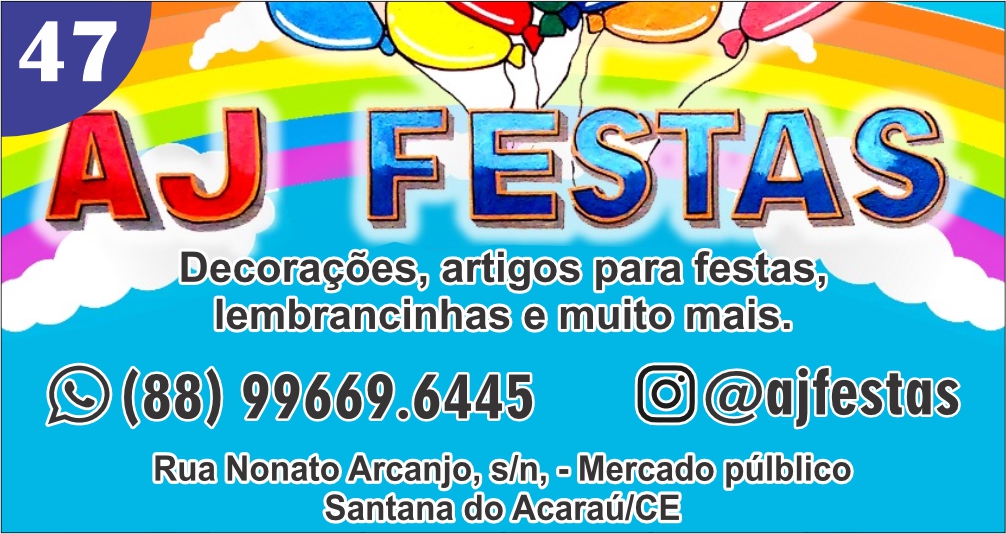 47
AJ FESTAS
Decorações, artigos para festas,
lembrancinhas e muito mais.
(88) 99669.6445 @ajfestas
Rua Nonato Arcanjo, s/n, - Mercado púlblico
Santana do Acaraú/CE